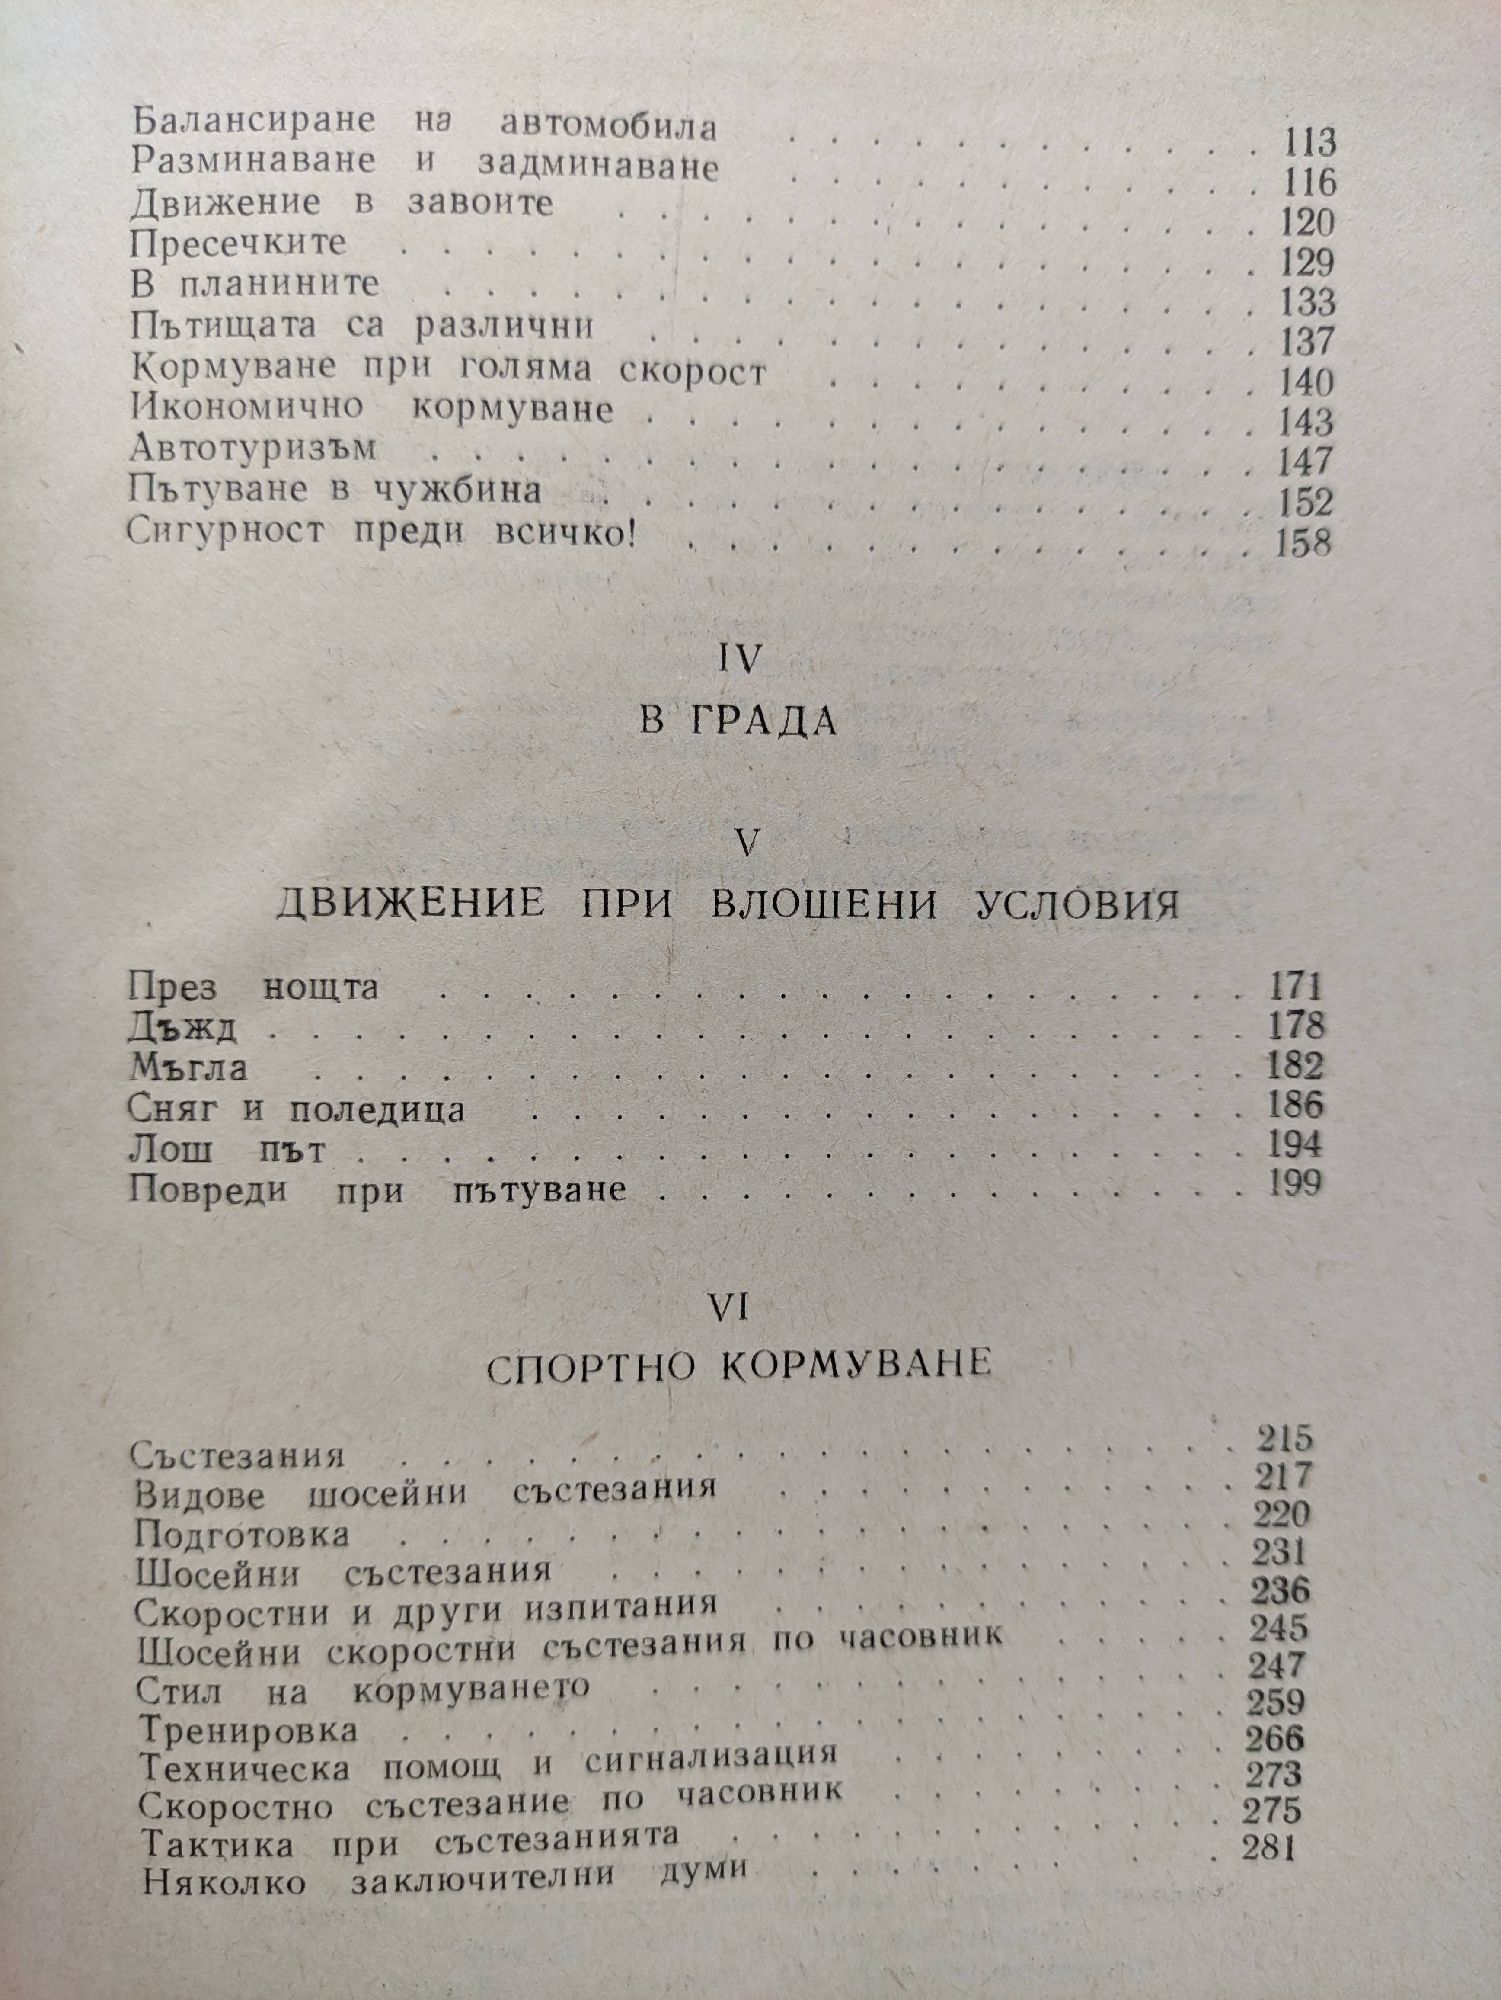 Балансиране на автомобила . . . . . . . . . . . . 113
Разминаване и задминаване . . . . . . . . . . . . 116
Движение в завоите . . . . . . . . . . . . . . . . 120
Пресечките . . . . . . . . . . . . . . . . . . . . . 129
В планините . . . . . . . . . . . . . . . . . . . . 133
Пътищата са различни . . . . . . . . . . . . . . . 137
Кормуване при голяма скорост . . . . . . . . . . . 140
Икономично кормуване . . . . . . . . . . . . . . . 143
Автотуризъм . . . . . . . . . . . . . . . . . . . . 147
Пътуване в чужбина . . . . . . . . . . . . . . . . 152
Сигурност преди всичко! . . . . . . . . . . . . . . 158
IV
В ГРАДА
V
ДВИЖЕНИЕ ПРИ ВЛОШЕНИ УСЛОВИЯ
През нощта . . . . . . . . . . . . . . . . . . . . 171
Дъжд . . . . . . . . . . . . . . . . . . . . . . . . 178
Мъгла . . . . . . . . . . . . . . . . . . . . . . . 182
Сняг и поледица . . . . . . . . . . . . . . . . . . 186
Лош път . . . . . . . . . . . . . . . . . . . . . . 194
Повреди при пътуване . . . . . . . . . . . . . . . 199
VI
СПОРТНО КОРМУВАНЕ
Състезания . . . . . . . . . . . . . . . . . . . . . 215
Видове шосейни състезания . . . . . . . . . . . . 217
Подготовка . . . . . . . . . . . . . . . . . . . . . 220
Шосейни състезания . . . . . . . . . . . . . . . . 231
Скоростни и други изпитания . . . . . . . . . . . 236
Шосейни скоростни състезания по часовник . . . . . 245
Стил на кормуването . . . . . . . . . . . . . . . 247
Тренировка . . . . . . . . . . . . . . . . . . . . 259
Техническа помощ и сигнализация . . . . . . . . . 266
Скоростно състезание по часовник . . . . . . . . . 273
Тактика при състезанията . . . . . . . . . . . . . 275
Няколко заключителни думи . . . . . . . . 281